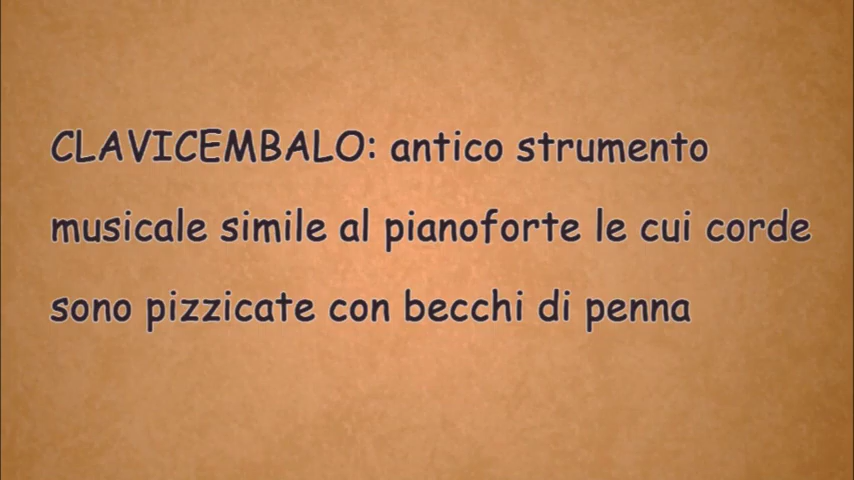 CLAVICEMBALO: antico strumento
musicale simile al pianoforte le cui corde
sono pizzicate con becchi di penna